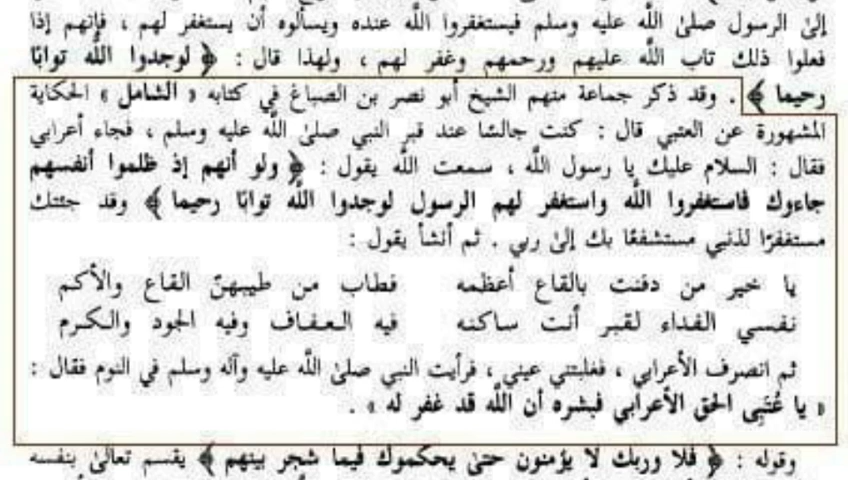 إلى الرسول صلى الله عليه وسلم فيستغفروا الله عنده ويسألوه أن يستغفر لهم ، فإنهم إذا
فعلوا ذلك تاب الله عليهم ورحمهم وغفر لهم ، ولهذا قال : ﴿ لوجدوا الله توابًا
رحيما ﴾ . وقد ذكر جماعة منهم الشيخ أبو نصر بن الصباغ في كتابه « الشامل » الحكاية
المشهورة عن العتبي قال : كنت جالسًا عند قبر النبي صلى الله عليه وسلم ، فجاء أعرابي
فقال : السلام عليك يا رسول الله ، سمعت الله يقول : ﴿ ولو أنهم إذ ظلموا أنفسهم
جاءوك فاستغفروا الله واستغفر لهم الرسول لوجدوا الله توابًا رحيما ﴾ وقد جئتك
مستغفرًا لذنبي مستشفعًا بك إلى ربي . ثم أنشأ يقول :
يا خير من دفنت بالقاع أعظمه فطاب من طيبهنّ القاع والأكم
نفسي الفداء لقبر أنت ساكنه فيه العفاف وفيه الجود والكرم
ثم انصرف الأعرابي ، فغلبتني عيني ، فرأيت النبي صلى الله عليه وآله وسلم في النوم فقال :
« يا عُتبى الحق الأعرابي فبشره أن الله قد غفر له » .
وقوله : ﴿ فلا وربك لا يؤمنون حتى يحكموك فيما شجر بينهم ﴾ يقسم تعالى بنفسه